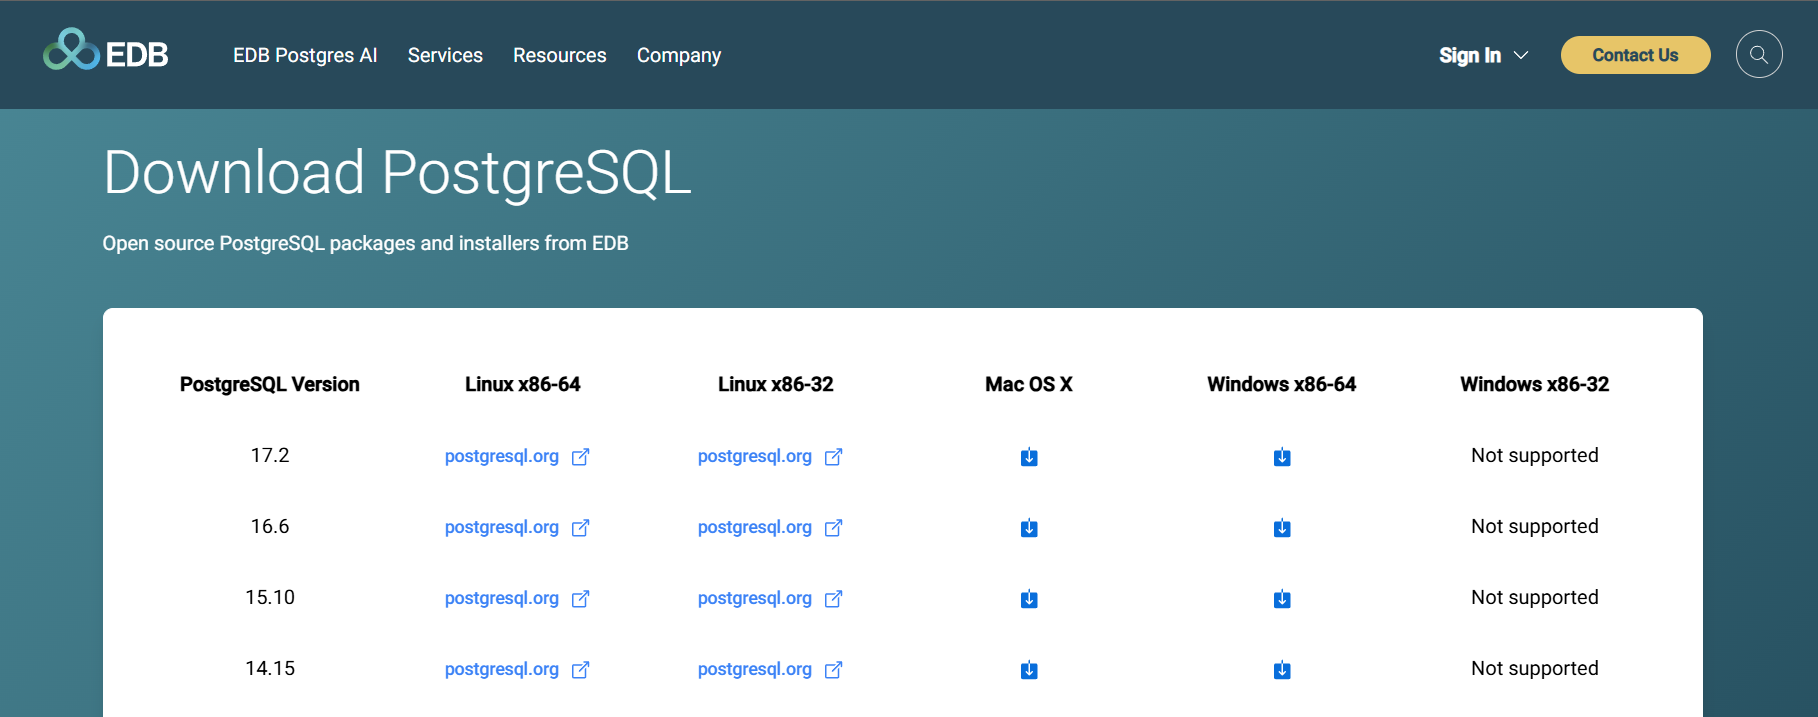 EDB EDB Postgres AI Services Resources Company Sign In Contact Us
Download PostgreSQL
Open source PostgreSQL packages and installers from EDB
PostgreSQL Version Linux x86-64 Linux x86-32 Mac OS X Windows x86-64 Windows x86-32
17.2 postgresql.org postgresql.org Not supported
16.6 postgresql.org postgresql.org Not supported
15.10 postgresql.org postgresql.org Not supported
14.15 postgresql.org postgresql.org Not supported